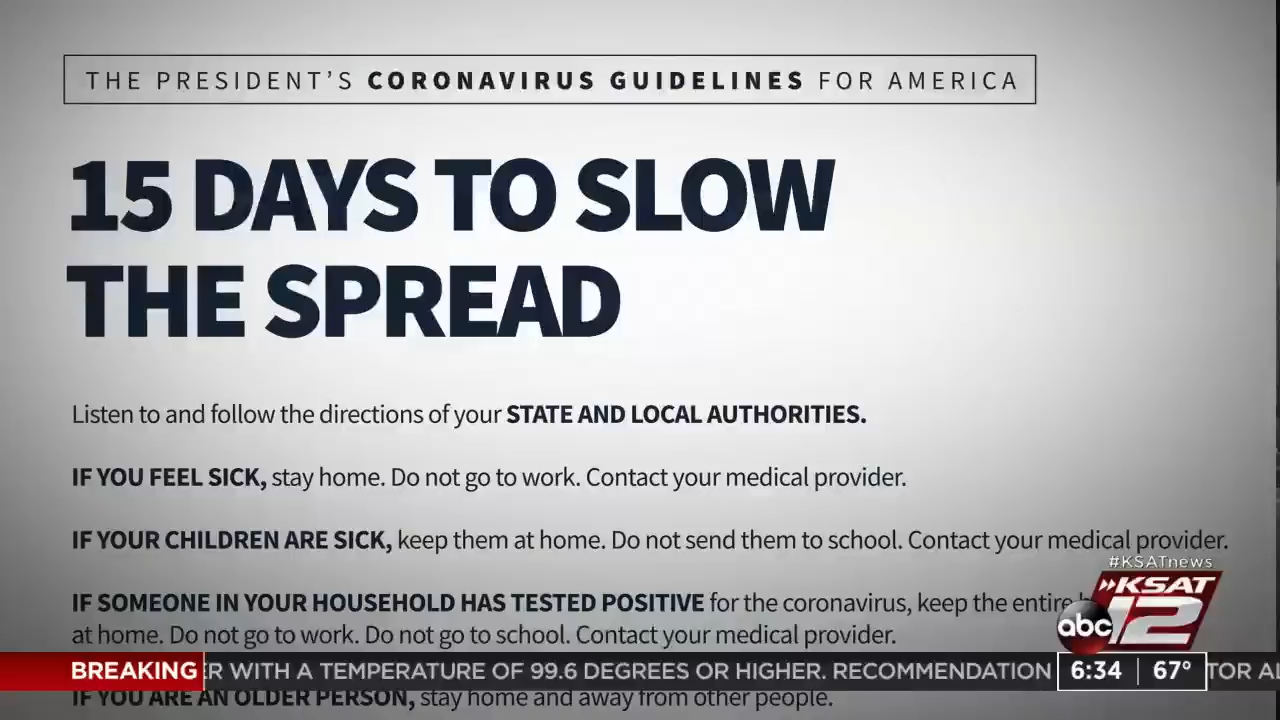 THE PRESIDENT'S CORONAVIRUS GUIDELINES FOR AMERICA
15 DAYS TO SLOW
THE SPREAD
Listen to and follow the directions of your STATE AND LOCAL AUTHORITIES.
IF YOU FEEL SICK, stay home. Do not go to work. Contact your medical provider.
IF YOUR CHILDREN ARE SICK, keep them at home. Do not send them to school. Contact your medical provider.
#KSATnews
IF SOMEONE IN YOUR HOUSEHOLD HAS TESTED POSITIVE for the coronavirus, keep the entire
KSAT
abc 12
at home. Do not go to work. Do not go to school. Contact your medical provider.
BREAKING ER WITH A TEMPERATURE OF 99.6 DEGREES OR HIGHER. RECOMMENDATION 6:34 67° TOR
IF YOU ARE AN OLDER PERSON, stay home and away from other people.